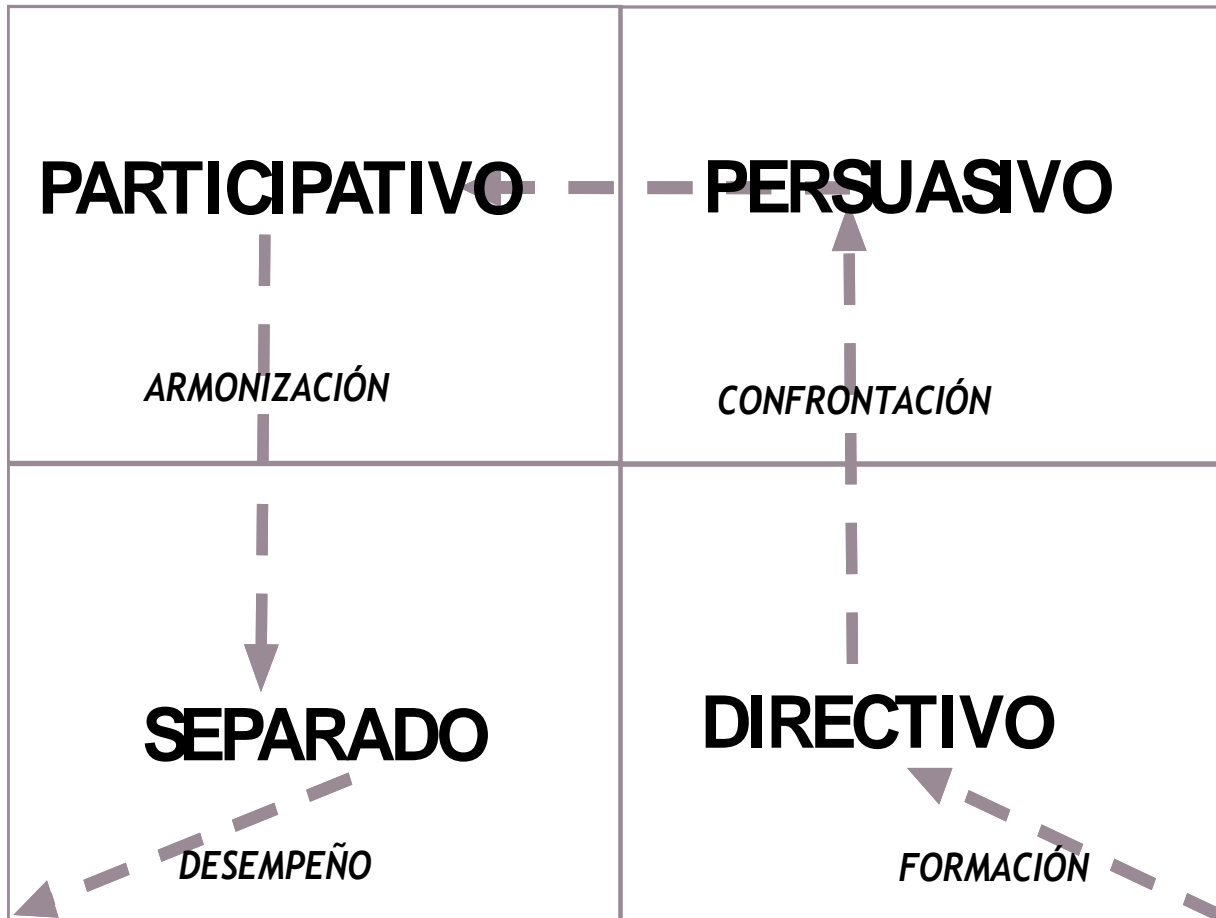 PARTICIPATIVO
PERSUASIVO
ARMONIZACIÓN
CONFRONTACIÓN
SEPARADO
DIRECTIVO
DESEMPEÑO
FORMACIÓN